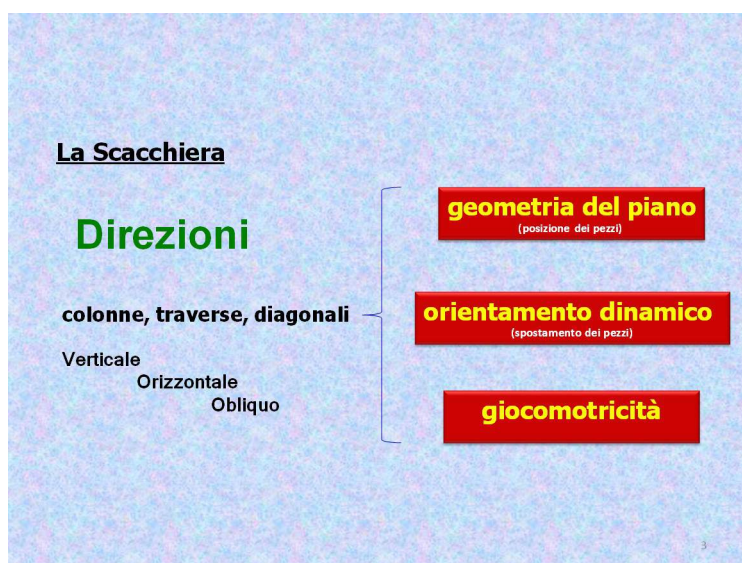 La Scacchiera
Direzioni
colonne, traverse, diagonali
Verticale
Orizzontale
Obliquo
geometria del piano
(posizione dei pezzi)
orientamento dinamico
(spostamento dei pezzi)
giocomotricità
3